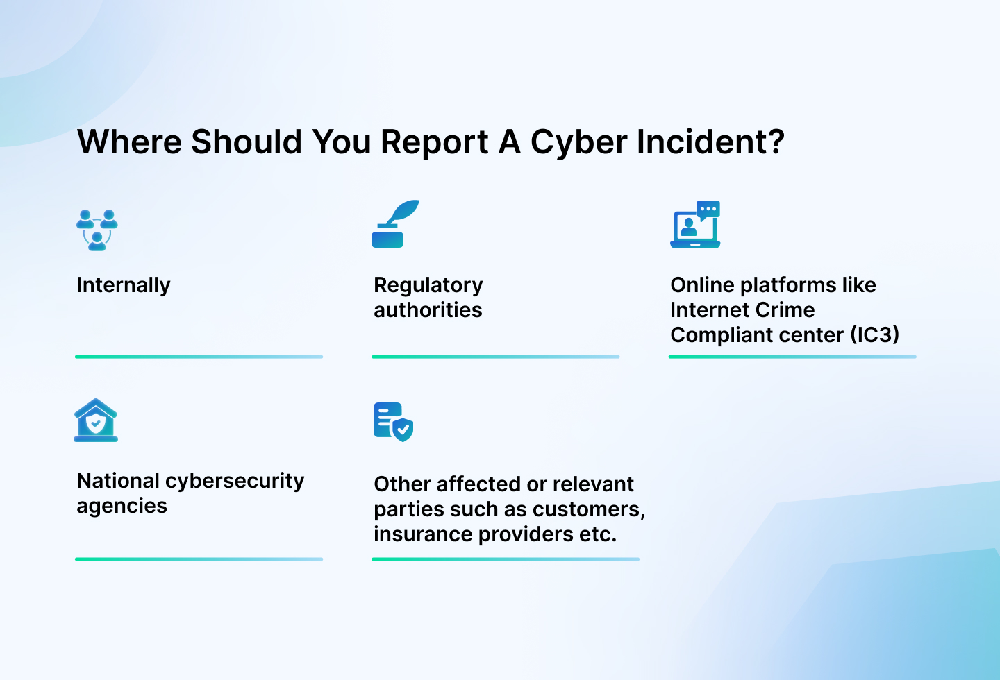 Where Should You Report A Cyber Incident?
Internally
Regulatory
authorities
Online platforms like
Internet Crime
Compliant center (IC3)
National cybersecurity
agencies
Other affected or relevant
parties such as customers,
insurance providers etc.